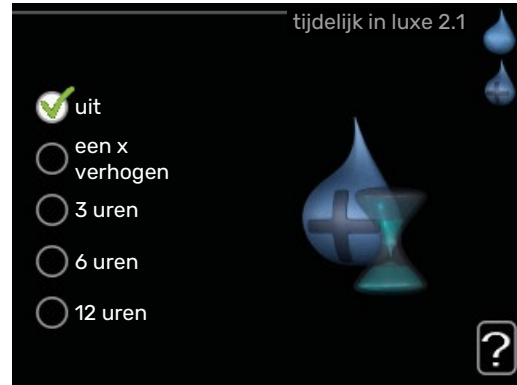 tijdelijk in luxe 2.1
uit
een x
verhogen
3 uren
6 uren
12 uren
?